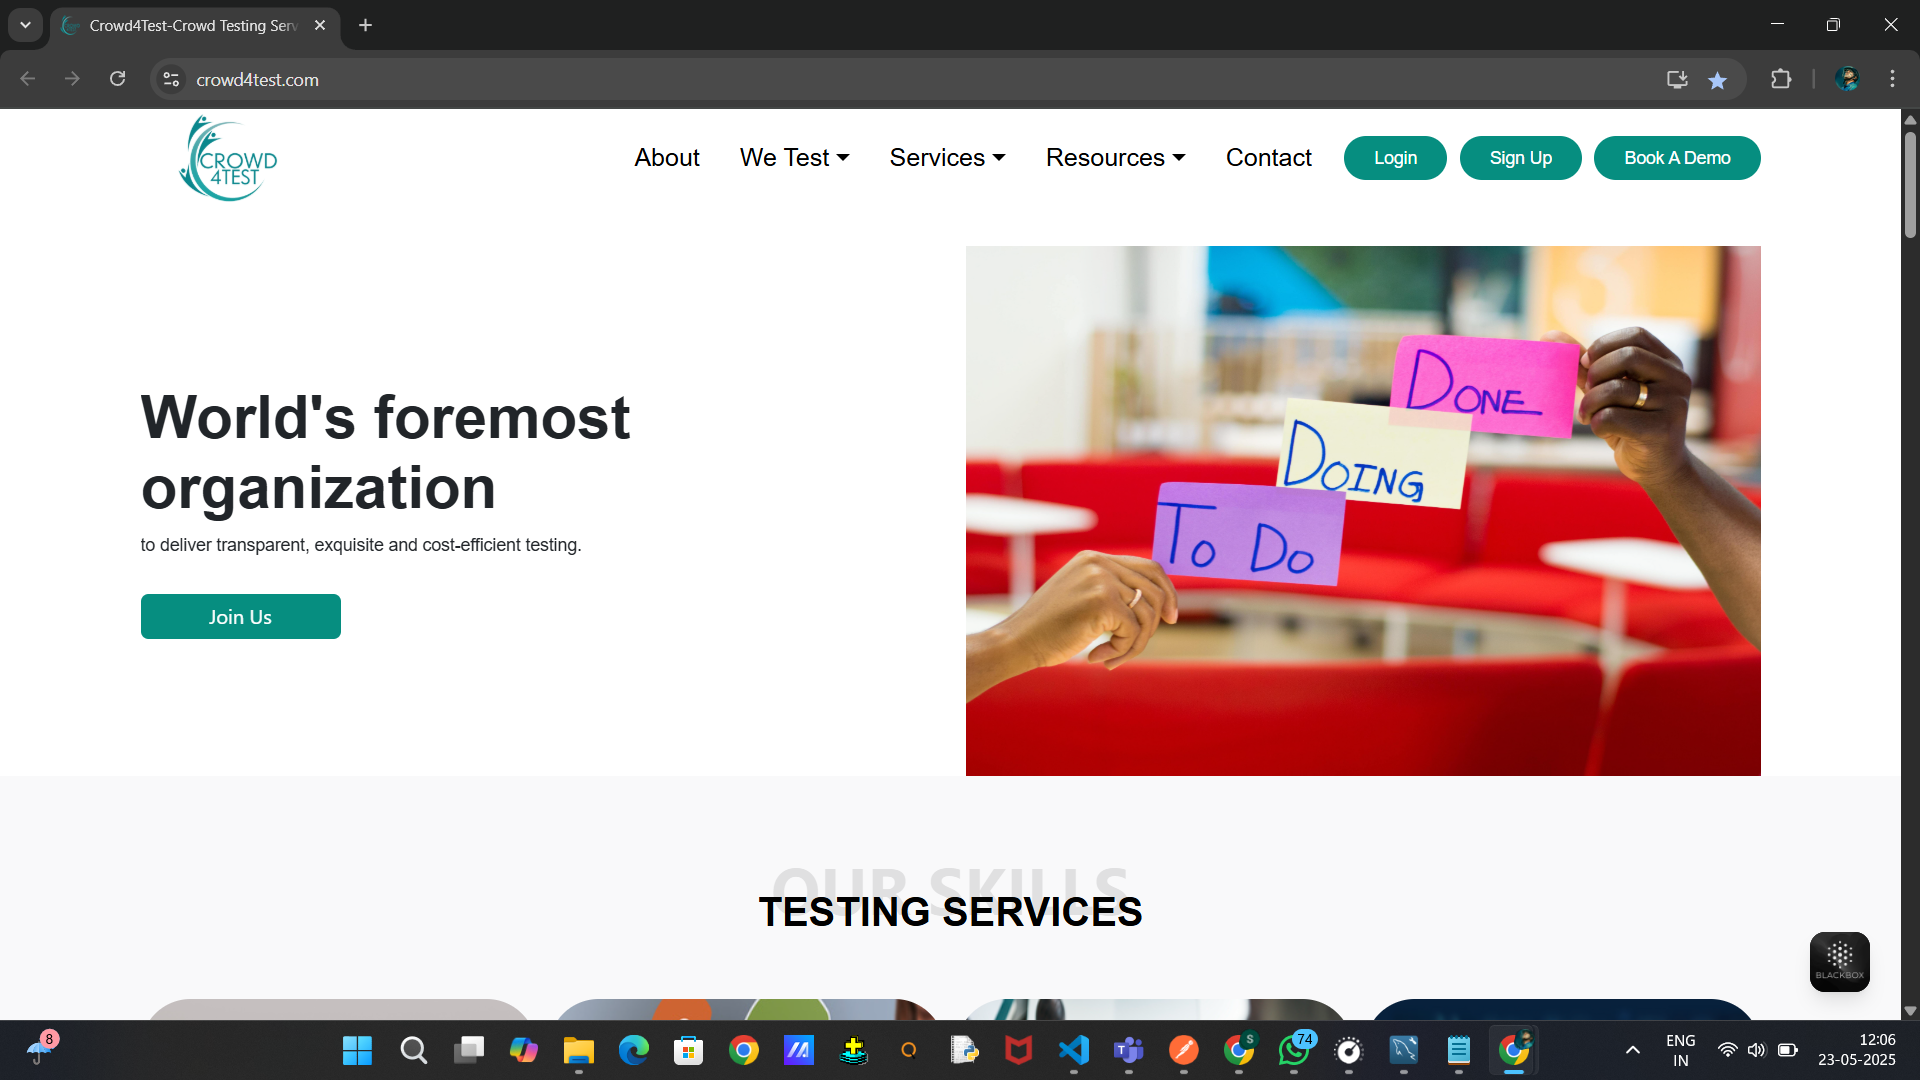 Crowd4Test-Crowd Testing Serv
crowd4test.com
CROWD
4TEST
About
We Test
Services
Resources
Contact
Login
Sign Up
Book A Demo
World's foremost
organization
to deliver transparent, exquisite and cost-efficient testing.
Join Us
DONE
DOING
TO DO
OUR SKILLS
TESTING SERVICES
BLACKBOX
8
S
74
ENG
IN
12:06
23-05-2025